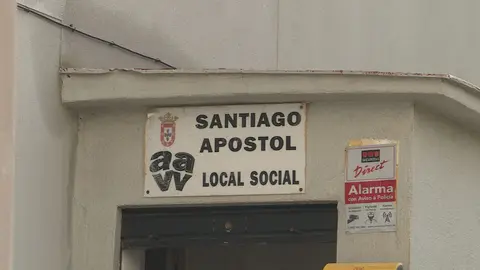 SANTIAGO
APOSTOL
aa
vv
LOCAL SOCIAL
Direct
Alarma
con Aviso a Policía